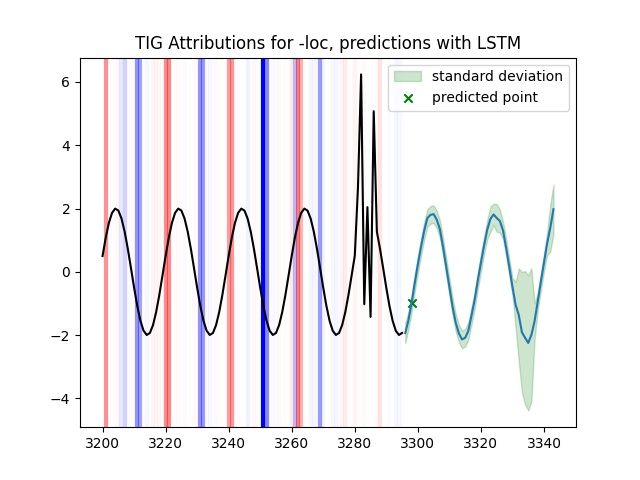 TIG Attributions for -loc, predictions with LSTM
standard deviation
predicted point
6
4
2
0
−2
−4
3200 3220 3240 3260 3280 3300 3320 3340